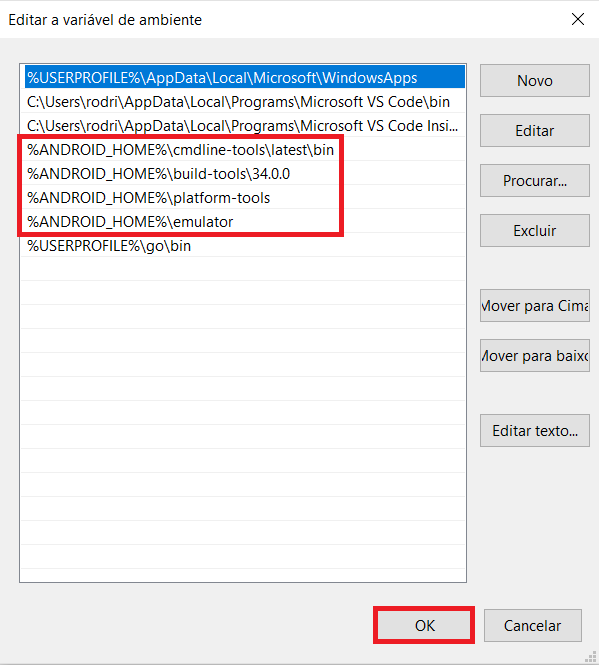 Editar a variável de ambiente
%USERPROFILE%\AppData\Local\Microsoft\WindowsApps
C:\Users\rodri\AppData\Local\Programs\Microsoft VS Code\bin
C:\Users\rodri\AppData\Local\Programs\Microsoft VS Code Insi...
%ANDROID_HOME%\cmdline-tools\latest\bin
%ANDROID_HOME%\build-tools\34.0.0
%ANDROID_HOME%\platform-tools
%ANDROID_HOME%\emulator
%USERPROFILE%\go\bin
Novo
Editar
Procurar...
Excluir
Mover para Cima
Mover para baixo
Editar texto...
OK
Cancelar